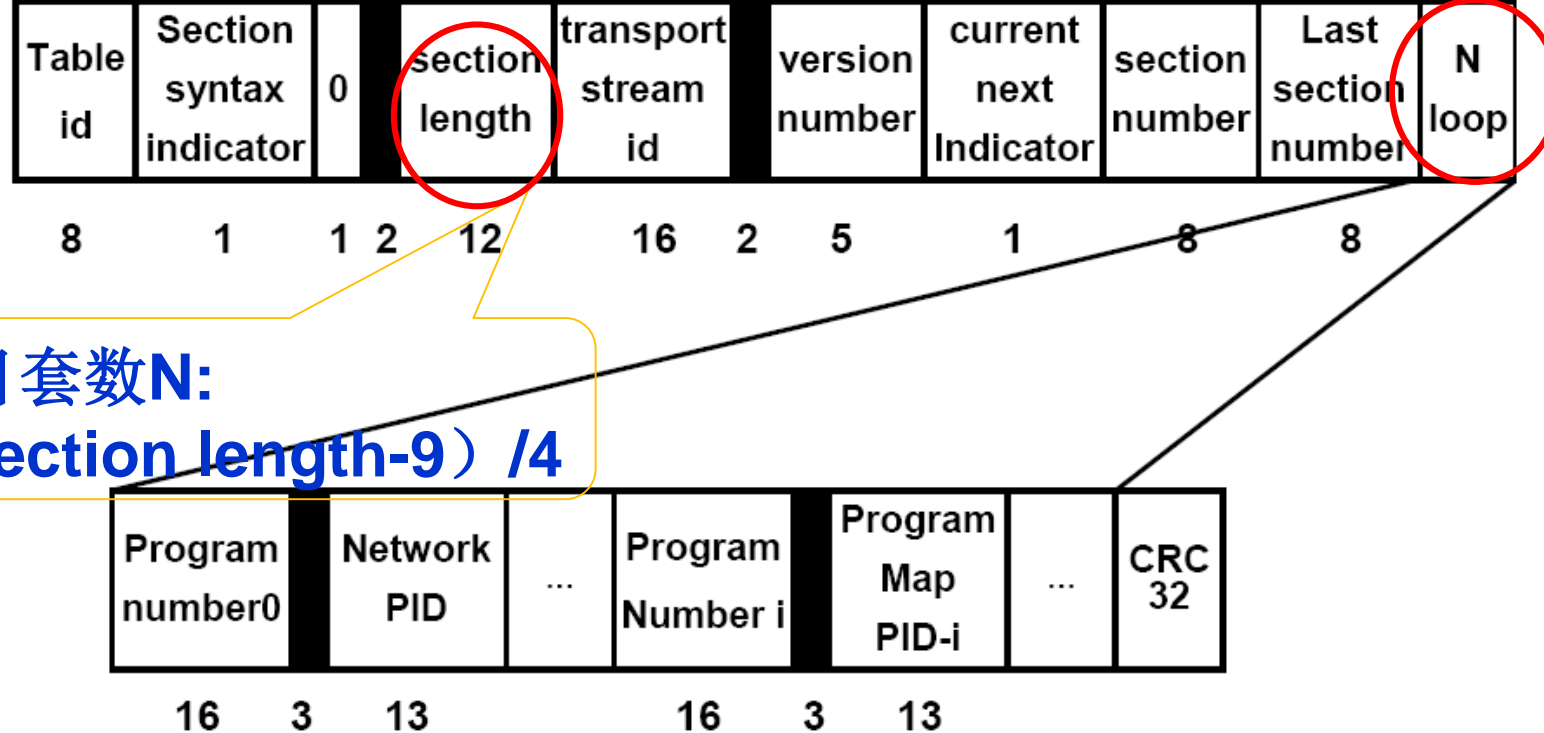 Table
id
Section
syntax
indicator
0
section
length
transport
stream
id
version
number
current
next
Indicator
section
number
Last
section
number
N
loop
8 1 1 2 12 16 2 5 1 8 8
套数N:
ection length-9）/4
Program
number0
Network
PID
...
Program
Number i
Program
Map
PID-i
...
CRC
32
16 3 13 16 3 13